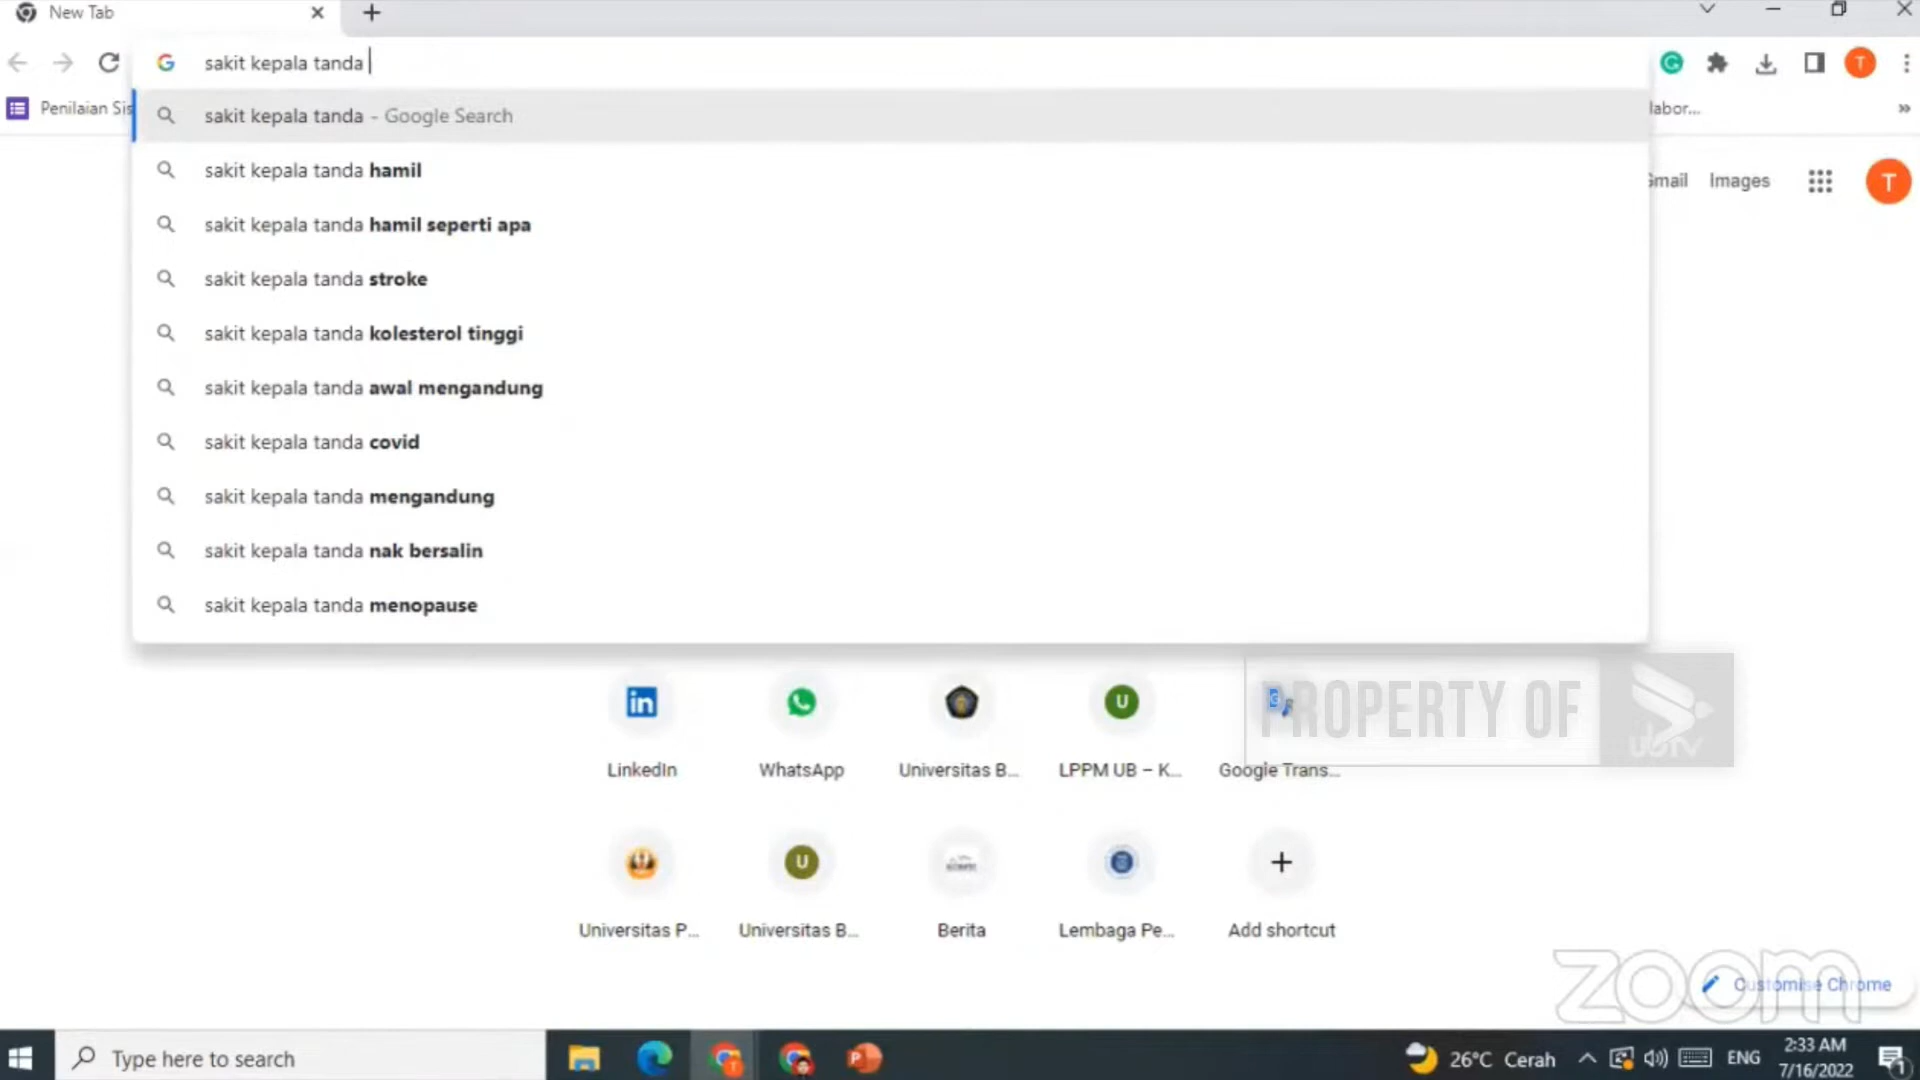 New Tab
sakit kepala tanda
Penilaian Sis
labor...
sakit kepala tanda - Google Search
sakit kepala tanda hamil
Gmail Images
T
sakit kepala tanda hamil seperti apa
sakit kepala tanda stroke
sakit kepala tanda kolesterol tinggi
sakit kepala tanda awal mengandung
sakit kepala tanda covid
sakit kepala tanda mengandung
sakit kepala tanda nak bersalin
sakit kepala tanda menopause
PROPERTY OF
ubtv
LinkedIn
WhatsApp
Universitas B...
LPPM UB – K...
Google Trans...
Universitas P...
Universitas B...
Berita
Lembaga Pe...
Add shortcut
zoom
Customise Chrome
Type here to search
26°C Cerah
ENG
2:33 AM
7/16/2022